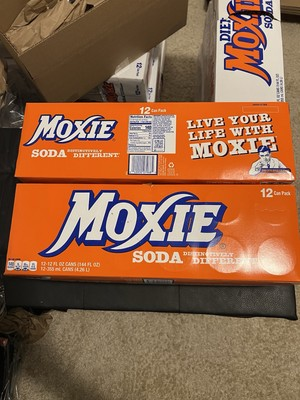 DIET
MOXIE
SODA
12 Can Pack
MOXIE
SODA DISTINCTIVELY
DIFFERENT
Nutrition Facts
LIVE YOUR
LIFE WITH
MOXIE
12 Can Pack
MOXIE
SODA DISTINCTIVELY
DIFFERENT
12-12 FL OZ CANS (144 FL OZ)
12-355 mL CANS (4.26 L)